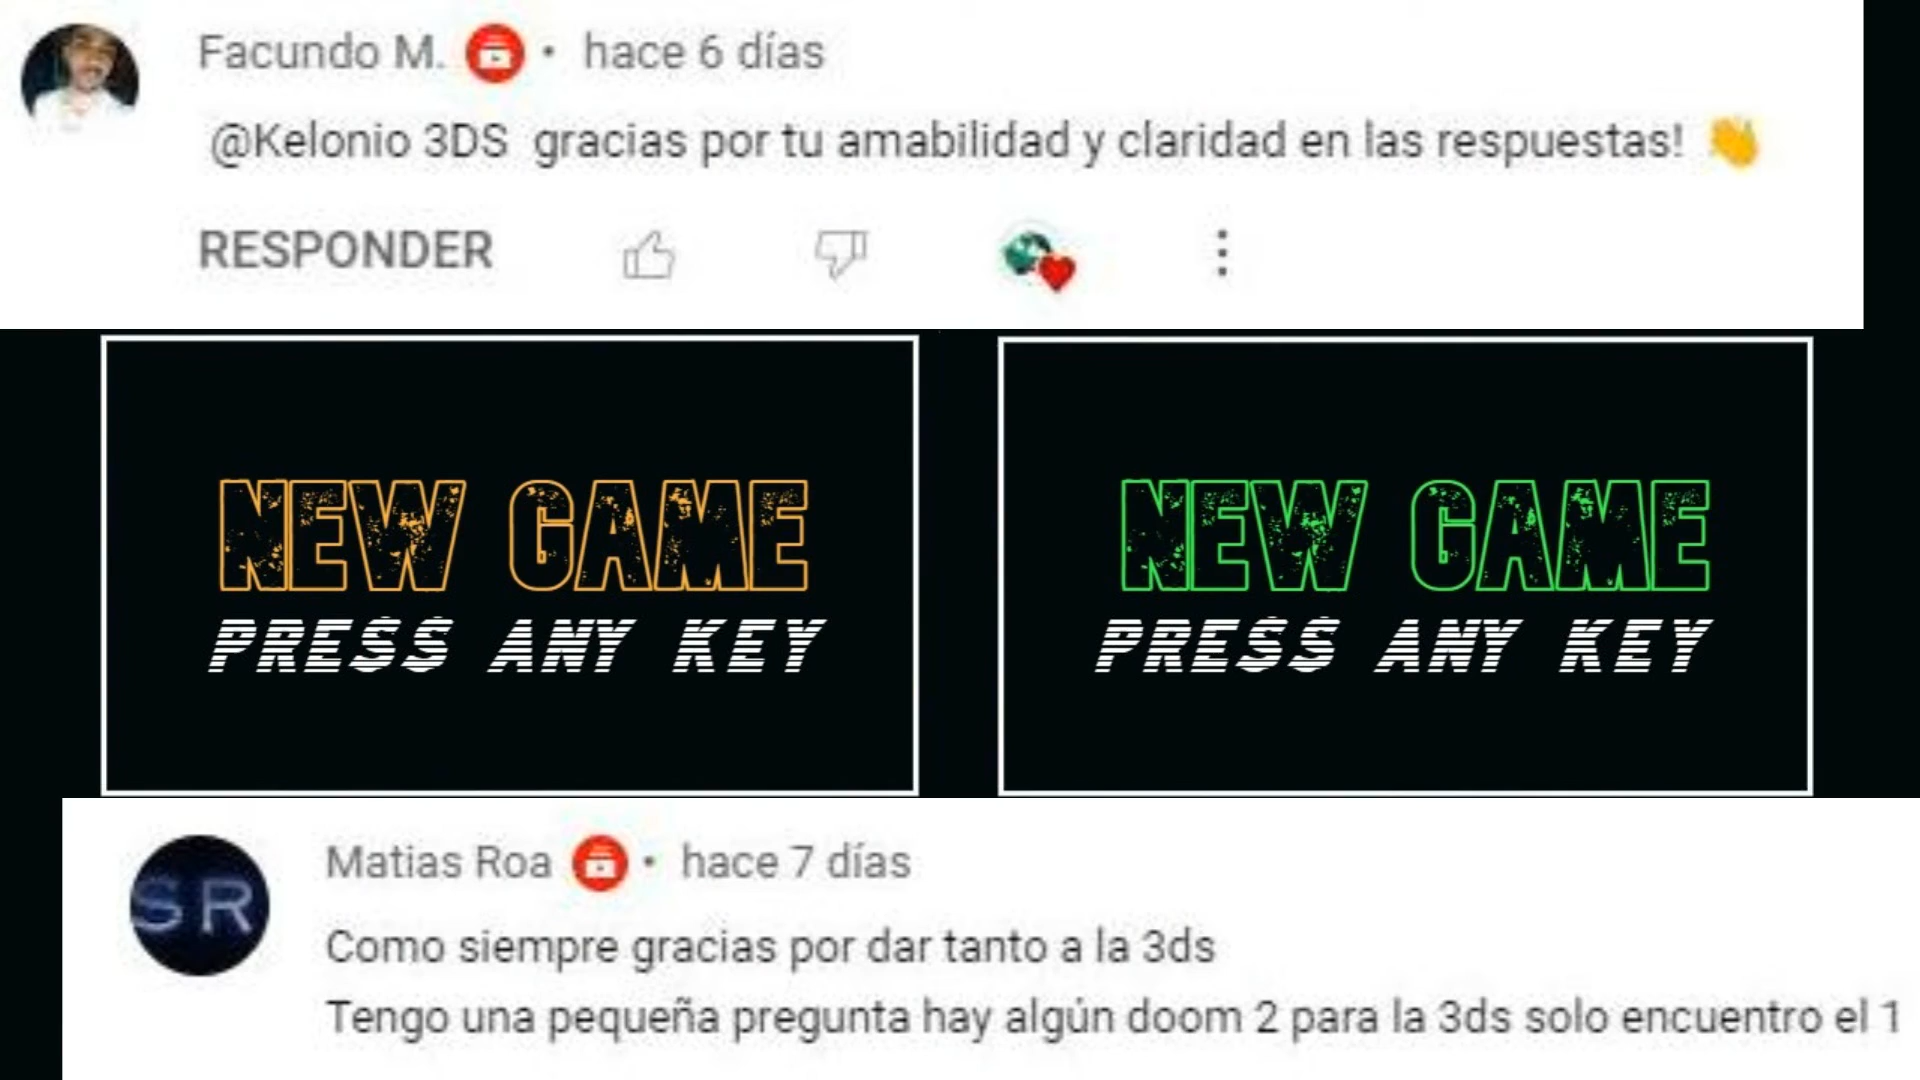 Facundo M. • hace 6 días
@Kelonio 3DS gracias por tu amabilidad y claridad en las respuestas! 👏
RESPONDER
NEW GAME
PRESS ANY KEY
NEW GAME
PRESS ANY KEY
SR
Matias Roa • hace 7 días
Como siempre gracias por dar tanto a la 3ds
Tengo una pequeña pregunta hay algún doom 2 para la 3ds solo encuentro el 1